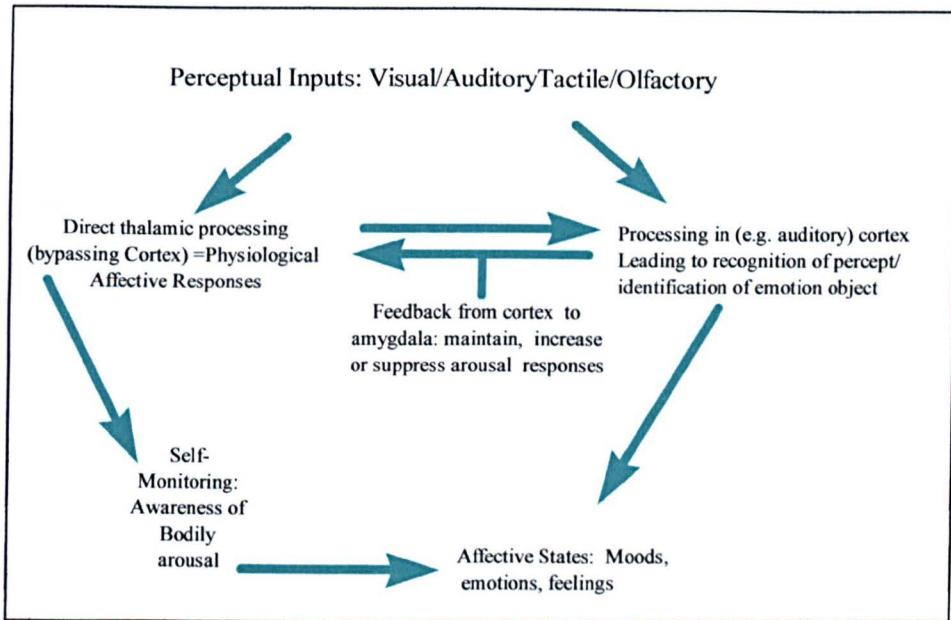 Perceptual Inputs: Visual/AuditoryTactile/Olfactory
Direct thalamic processing
(bypassing Cortex) =Physiological
Affective Responses
Processing in (e.g. auditory) cortex
Leading to recognition of percept/
identification of emotion object
Feedback from cortex to
amygdala: maintain, increase
or suppress arousal responses
Self-
Monitoring:
Awareness of
Bodily
arousal
Affective States: Moods,
emotions, feelings